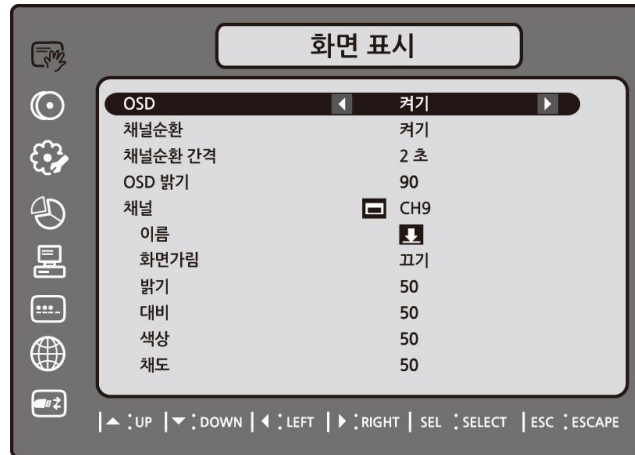 화면 표시
OSD 켜기
채널순환 켜기
채널순환 간격 2 초
OSD 밝기 90
채널 CH9
이름
화면가림 끄기
밝기 50
대비 50
색상 50
채도 50
UP DOWN LEFT RIGHT SEL SELECT ESC ESCAPE